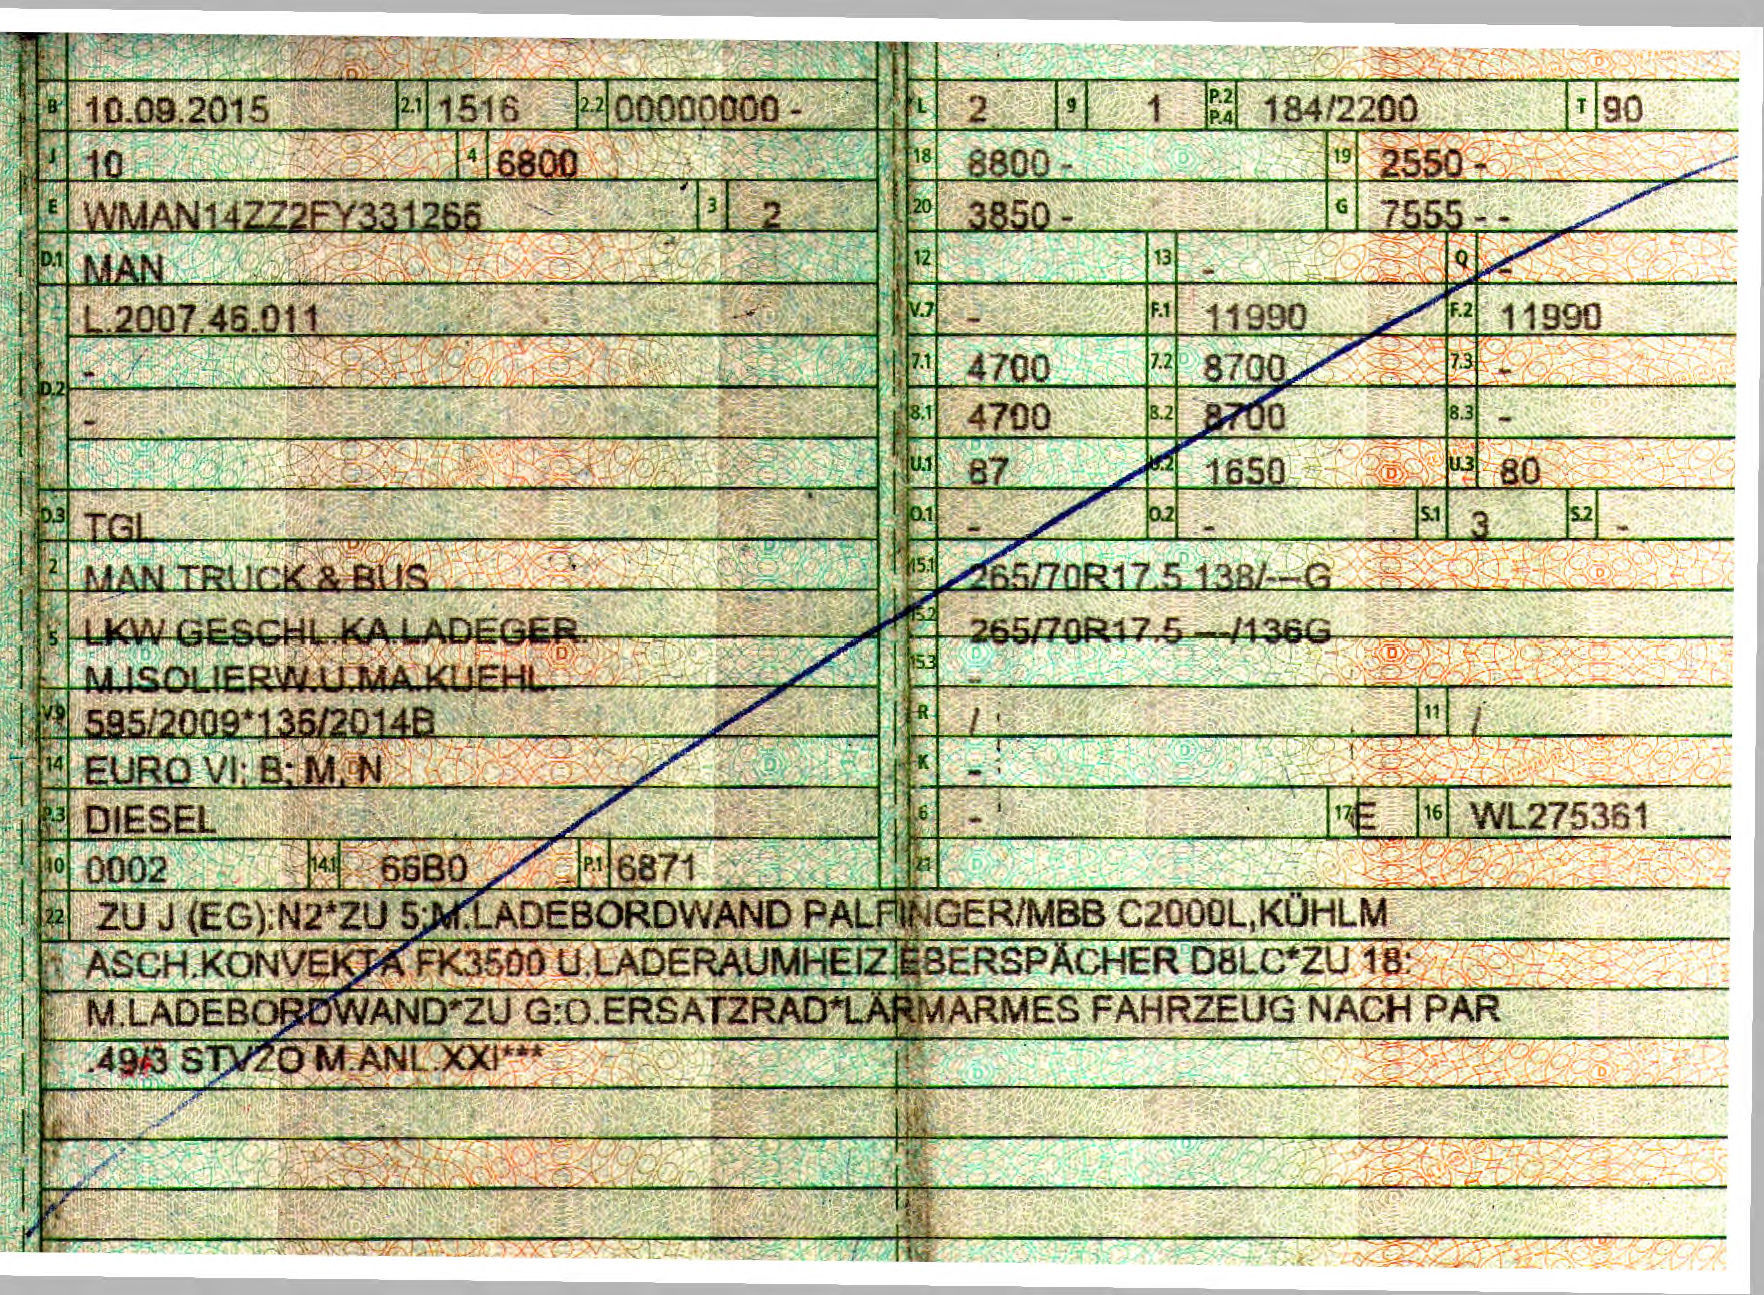 B 10.09.2015 2.1 1516 2.2 00000000 -
J 10 4 6800
E WMAN14ZZ2FY331266 3 2
D.1 MAN
L.2007.46.011
-
D.2
-
D.3 TGL
2 MAN TRUCK & BUS
5 LKW GESCHL.KA.LADEGER.
M.ISOLIERW.U.MA.KUEHL.
V.9 595/2009*136/2014B
14 EURO VI; B; M, N
P.3 DIESEL
10 0002 14.1 66B0 P.1 6871
L 2 9 1 P.2 P.4 184/2200 T 90
18 8800 - 19 2550 -
20 3850 - G 7555 - -
12 13 - Q -
V.7 - F.1 11990 F.2 11990
7.1 4700 7.2 8700 7.3 -
8.1 4700 8.2 8700 8.3 -
U.1 87 U.2 1650 U.3 80
O.1 - O.2 - S.1 3 S.2 -
15.1 265/70R17.5 138/---G
15.2 265/70R17.5 ---/136G
15.3 -
R / 11 /
K -
6 - 17 E 16 WL275361
21
22 ZU J (EG):N2*ZU 5:M.LADEBORDWAND PALFINGER/MBB C2000L,KÜHLM
ASCH.KONVEKTA FK3500 U.LADERAUMHEIZ.EBERSPÄCHER D8LC*ZU 18:
M.LADEBORDWAND*ZU G:O.ERSATZRAD*LÄRMARMES FAHRZEUG NACH PAR
.49/3 STVZO M.ANL.XXI***